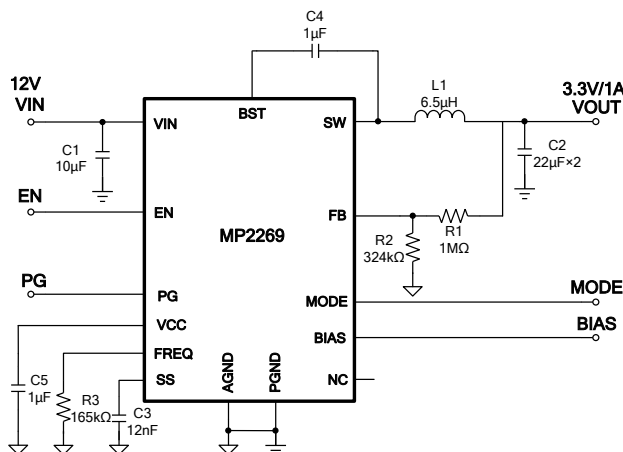 C4
1µF
12V
VIN
L1
6.5µH
3.3V/1A
VOUT
VIN
BST
SW
C1
10µF
C2
22µF×2
EN
EN
FB
MP2269
R1
1MΩ
R2
324kΩ
PG
PG
MODE
MODE
VCC
BIAS
BIAS
FREQ
SS
AGND
PGND
NC
C5
1µF
R3
165kΩ
C3
12nF